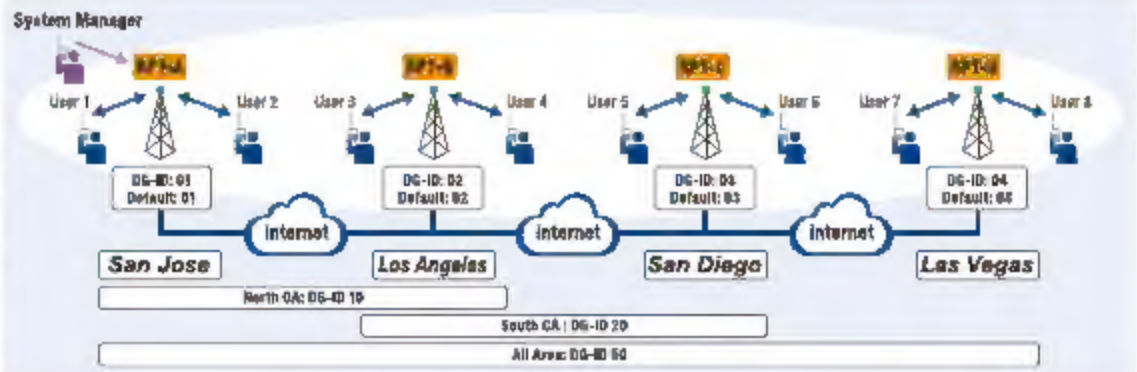 System Manager
User 1 User 2 User 3 User 4 User 5 User 6 User 7 User 8
DG-ID: 01 DG-ID: 02 DG-ID: 03 DG-ID: 04
Default: 01 Default: 02 Default: 03 Default:
internet internet internet
San Jose Los Angeles San Diego Las Vegas
North CA: DG-ID 10
South CA : DG-ID 20
All Area: DG-ID